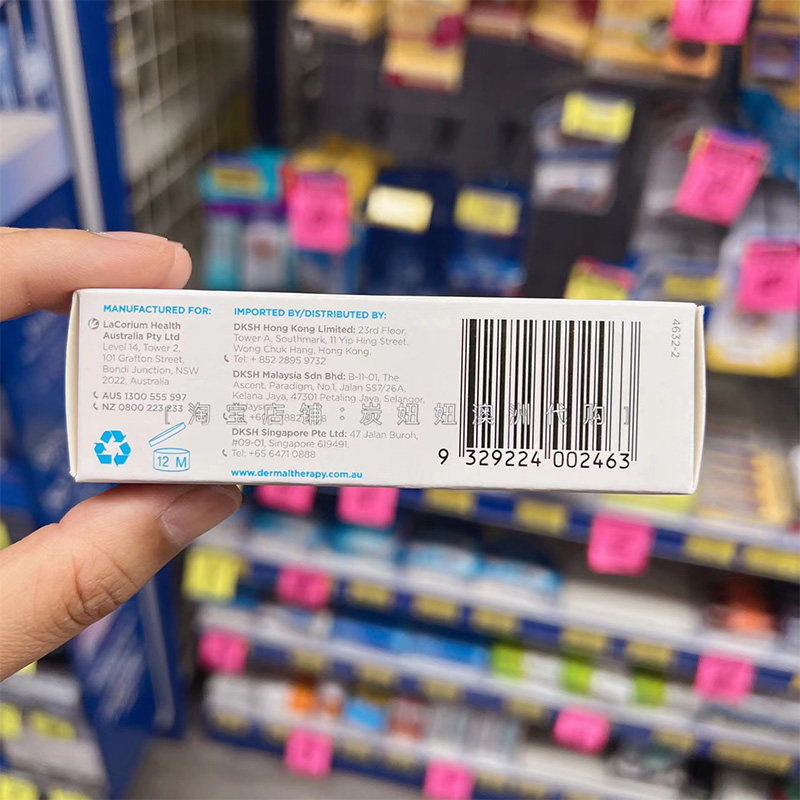 MANUFACTURED FOR:
LaCorium Health
Australia Pty Ltd
Level 14, Tower 2,
101 Grafton Street,
Bondi Junction, NSW
2022, Australia
AUS 1300 555 597
NZ 0800 223 233
12 M
IMPORTED BY/DISTRIBUTED BY:
DKSH Hong Kong Limited: 23rd Floor,
Tower A, Southmark, 11 Yip Hing Street,
Wong Chuk Hang, Hong Kong.
Tel: + 852 2895 9732
DKSH Malaysia Sdn Bhd: B-11-01, The
Ascent, Paradigm, No.1, Jalan SS7/26A,
Kelana Jaya, 47301 Petaling Jaya, Selangor,
DKSH Singapore Pte Ltd: 47 Jalan Buroh,
#09-01, Singapore 619491.
Tel: +65 6471 0888
www.dermaltherapy.com.au
9 329224 002463
4632-2
[ 淘宝店铺:炭妞妞澳洲代购 ]